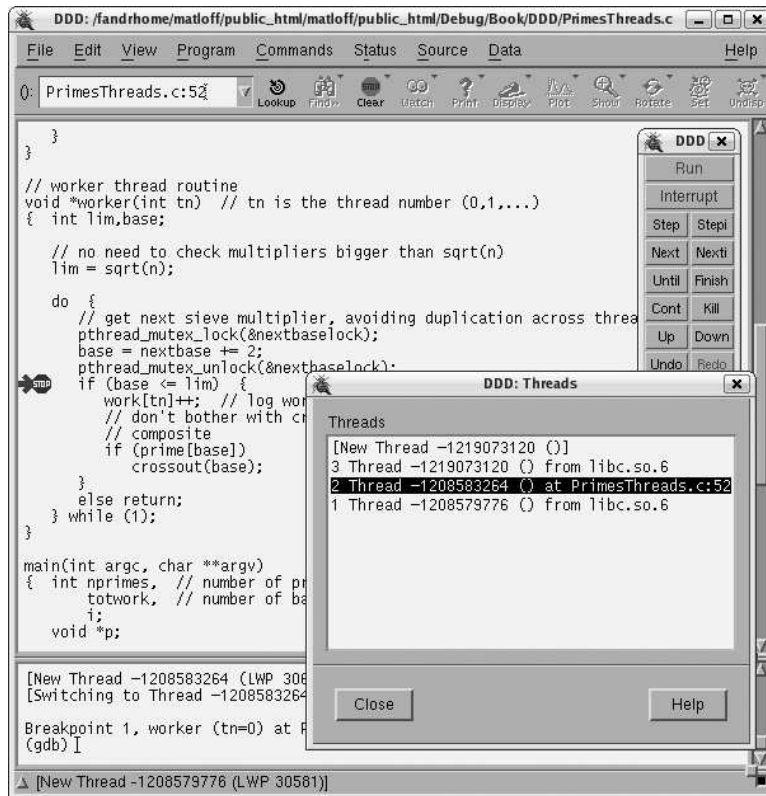 DDD: /fandrhome/matloff/public_html/matloff/public_html/Debug/Book/DDD/PrimesThreads.c
File Edit View Program Commands Status Source Data Help
(): PrimesThreads.c:52
Lookup Find» Clear Watch Print Display Plot Show Rotate Set Undisp
}
}
// worker thread routine
void *worker(int tn) // tn is the thread number (0,1,...)
{ int lim,base;
// no need to check multipliers bigger than sqrt(n)
lim = sqrt(n);
do {
// get next sieve multiplier, avoiding duplication across threa
pthread_mutex_lock(&nextbaselock);
base = nextbase += 2;
pthread_mutex_unlock(&nextbaselock);
if (base <= lim) {
work[tn]++; // log wor
// don't bother with cr
// composite
if (prime[base])
crossout(base);
}
else return;
} while (1);
}
main(int argc, char **argv)
{ int nprimes, // number of pr
totwork, // number of ba
i;
void *p;
STOP
DDD
Run
Interrupt
Step Stepi
Next Nexti
Until Finish
Cont Kill
Up Down
Undo Redo
DDD: Threads
Threads
[New Thread -1219073120 ()]
3 Thread -1219073120 () from libc.so.6
2 Thread -1208583264 () at PrimesThreads.c:52
1 Thread -1208579776 () from libc.so.6
Close Help
[New Thread -1208583264 (LWP 306
[Switching to Thread -1208583264
Breakpoint 1, worker (tn=0) at P
(gdb)
[New Thread -1208579776 (LWP 30581)]